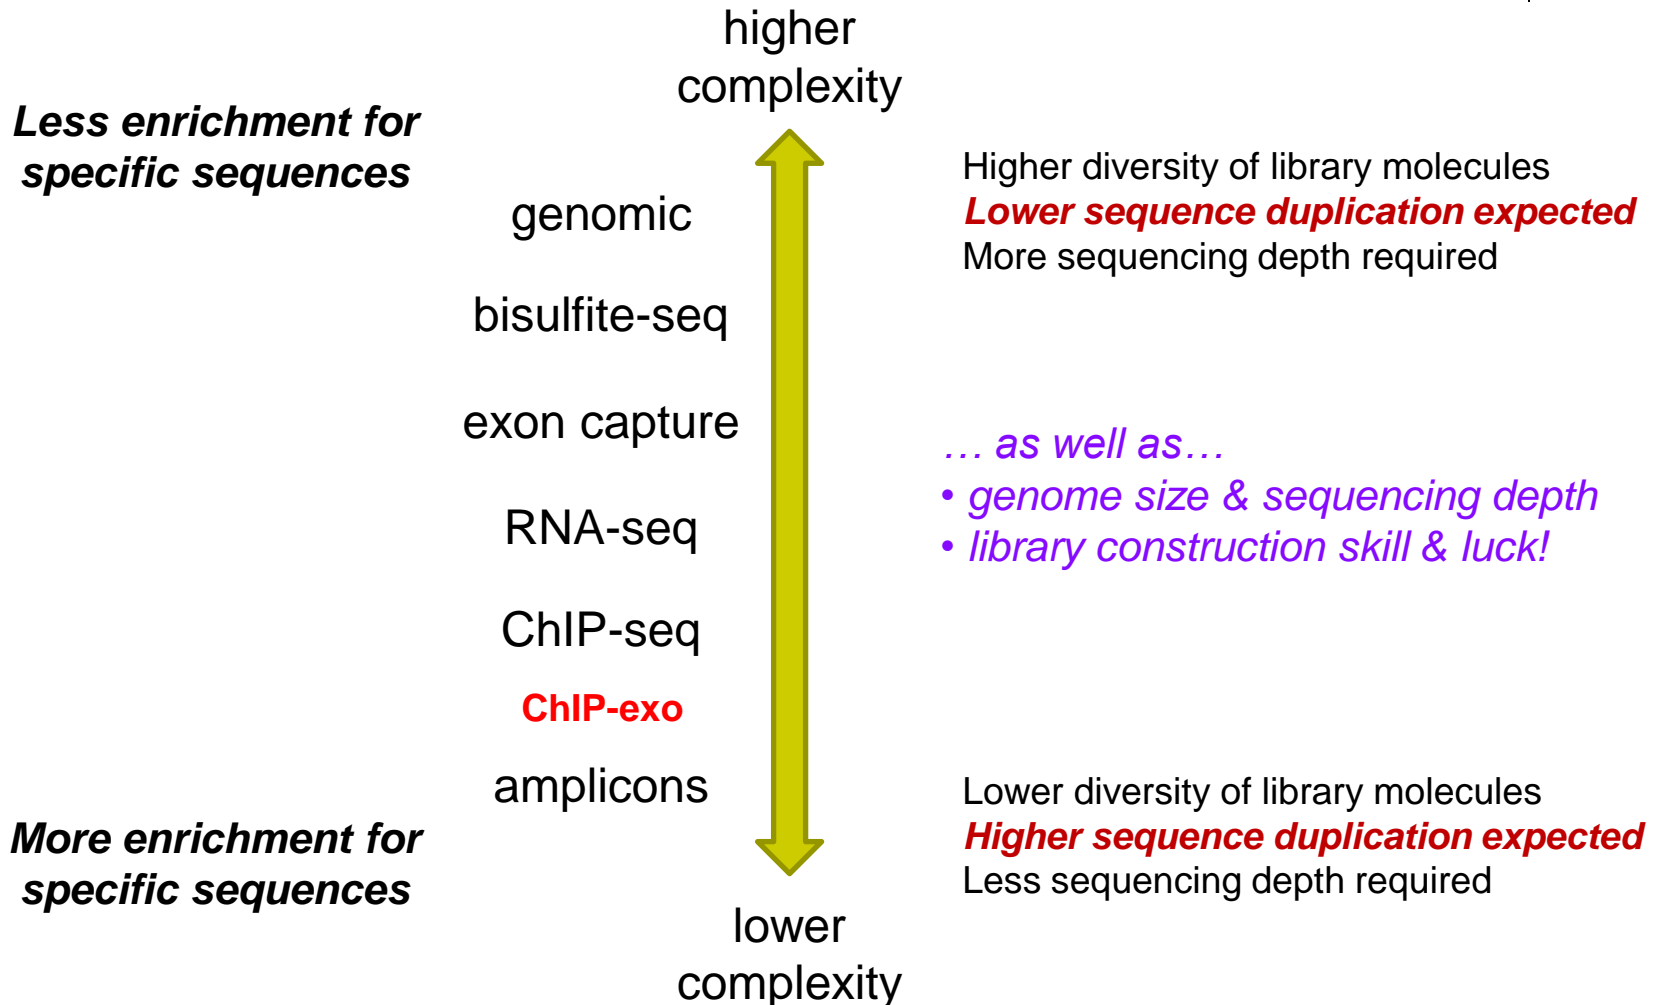 higher
complexity
Less enrichment for
specific sequences
Higher diversity of library molecules
Lower sequence duplication expected
More sequencing depth required
genomic
bisulfite-seq
exon capture
RNA-seq
ChIP-seq
ChIP-exo
amplicons
… as well as…
• genome size & sequencing depth
• library construction skill & luck!
More enrichment for
specific sequences
Lower diversity of library molecules
Higher sequence duplication expected
Less sequencing depth required
lower
complexity